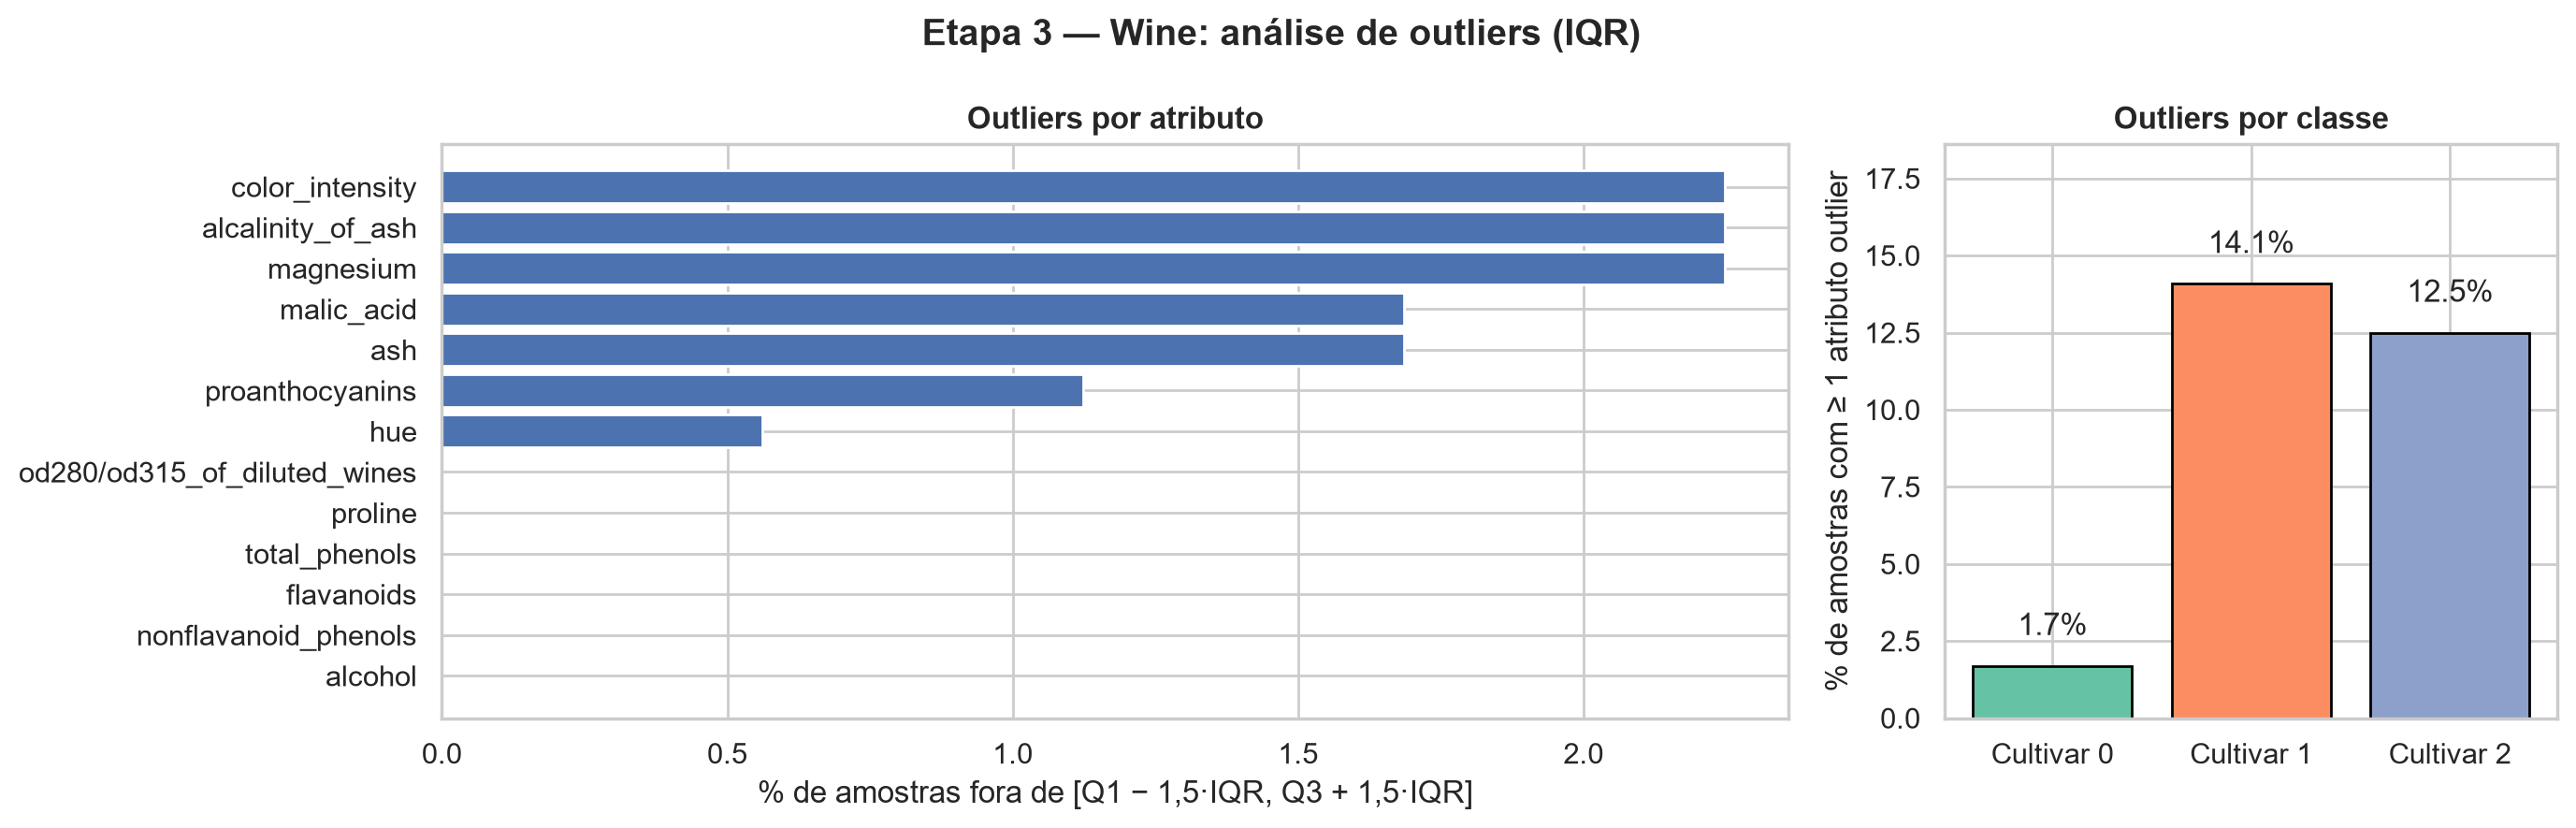 Etapa 3 — Wine: análise de outliers (IQR)
Outliers por atributo
color_intensity
alcalinity_of_ash
magnesium
malic_acid
ash
proanthocyanins
hue
od280/od315_of_diluted_wines
proline
total_phenols
flavanoids
nonflavanoid_phenols
alcohol
0.0 0.5 1.0 1.5 2.0
% de amostras fora de [Q1 − 1,5·IQR, Q3 + 1,5·IQR]
Outliers por classe
% de amostras com ≥ 1 atributo outlier
17.5
15.0
12.5
10.0
7.5
5.0
2.5
0.0
1.7%
14.1%
12.5%
Cultivar 0 Cultivar 1 Cultivar 2